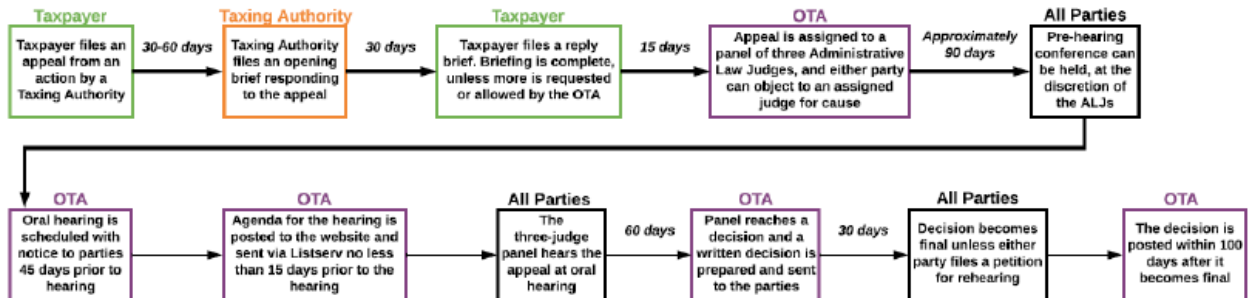 Taxpayer
Taxpayer files an
appeal from an
action by a
Taxing Authority
30-60 days
Taxing Authority
Taxing Authority
files an opening
brief responding
to the appeal
30 days
Taxpayer
Taxpayer files a reply
brief. Briefing is complete,
unless more is requested
or allowed by the OTA
15 days
OTA
Appeal is assigned to a
panel of three Administrative
Law Judges, and either party
can object to an assigned
judge for cause
Approximately
90 days
All Parties
Pre-hearing
conference can
be held, at the
discretion of
the ALJs
OTA
Oral hearing is
scheduled with
notice to parties
45 days prior to
hearing
OTA
Agenda for the hearing is
posted to the website and
sent via Listserv no less
than 15 days prior to the
hearing
All Parties
The
three-judge
panel hears the
appeal at oral
hearing
60 days
OTA
Panel reaches a
decision and a
written decision is
prepared and sent
to the parties
30 days
All Parties
Decision becomes
final unless either
party files a petition
for rehearing
OTA
The decision is
posted within 100
days after it
becomes final